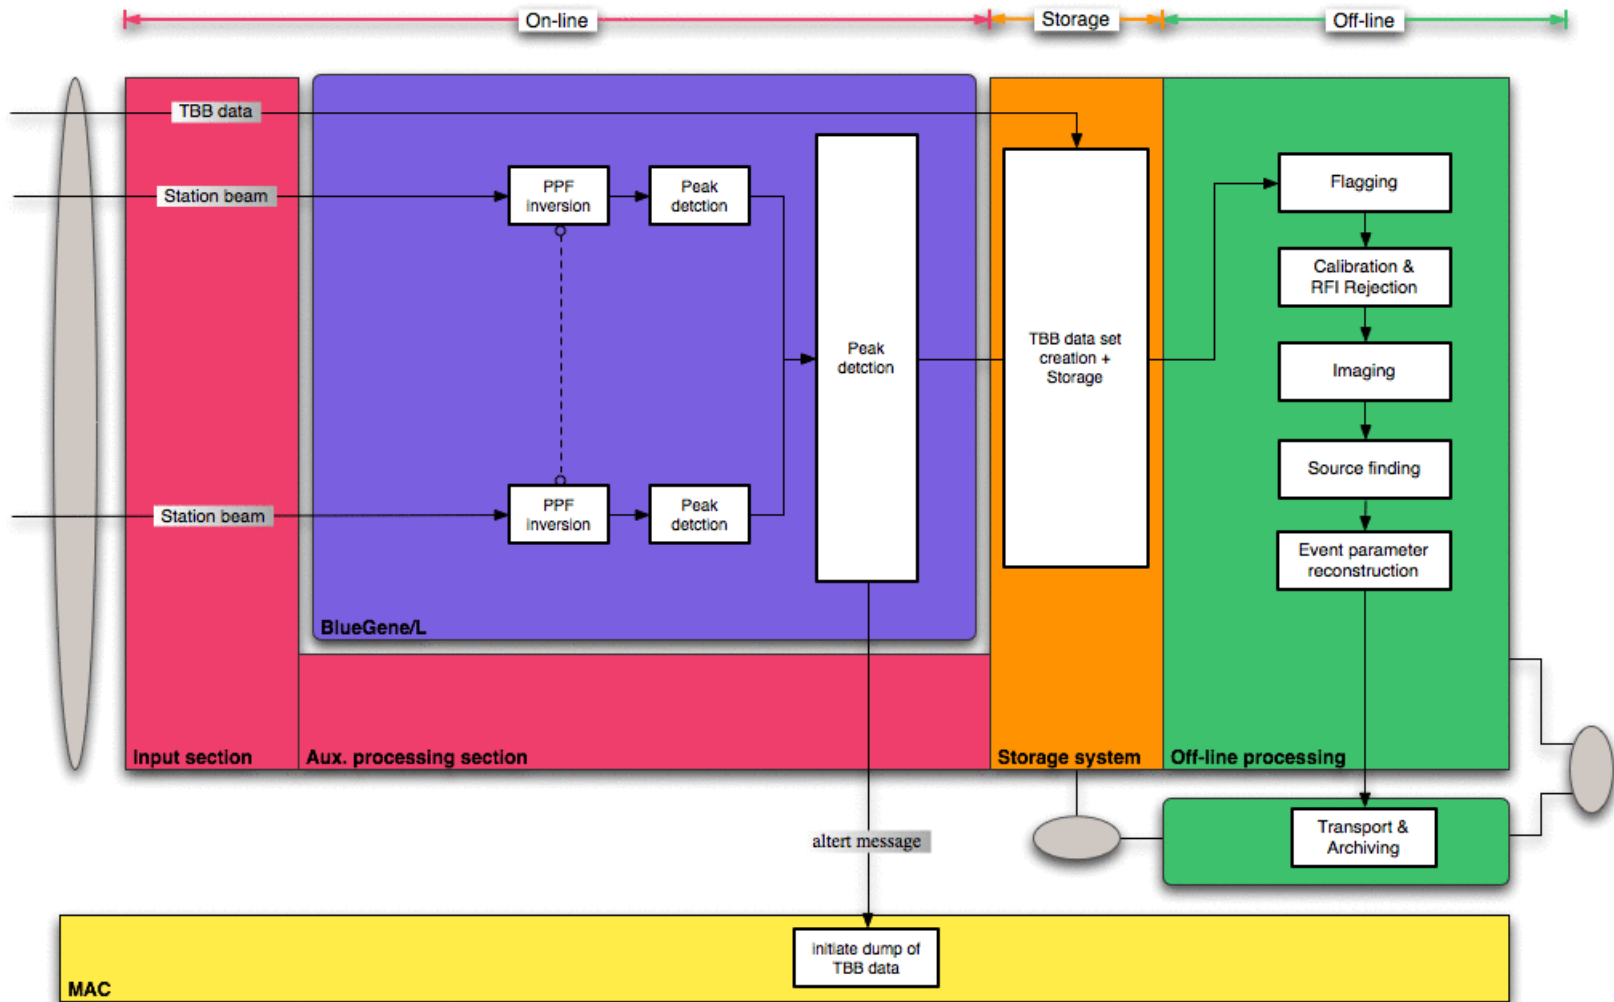 On-line
Storage
Off-line
TBB data
Station beam
PPF
inversion
Peak
detction
Flagging
Calibration &
RFI Rejection
Peak
detction
TBB data set
creation +
Storage
Imaging
Source finding
Station beam
PPF
inversion
Peak
detction
Event parameter
reconstruction
BlueGene/L
Input section
Aux. processing section
Storage system
Off-line processing
altert message
Transport &
Archiving
initiate dump of
TBB data
MAC